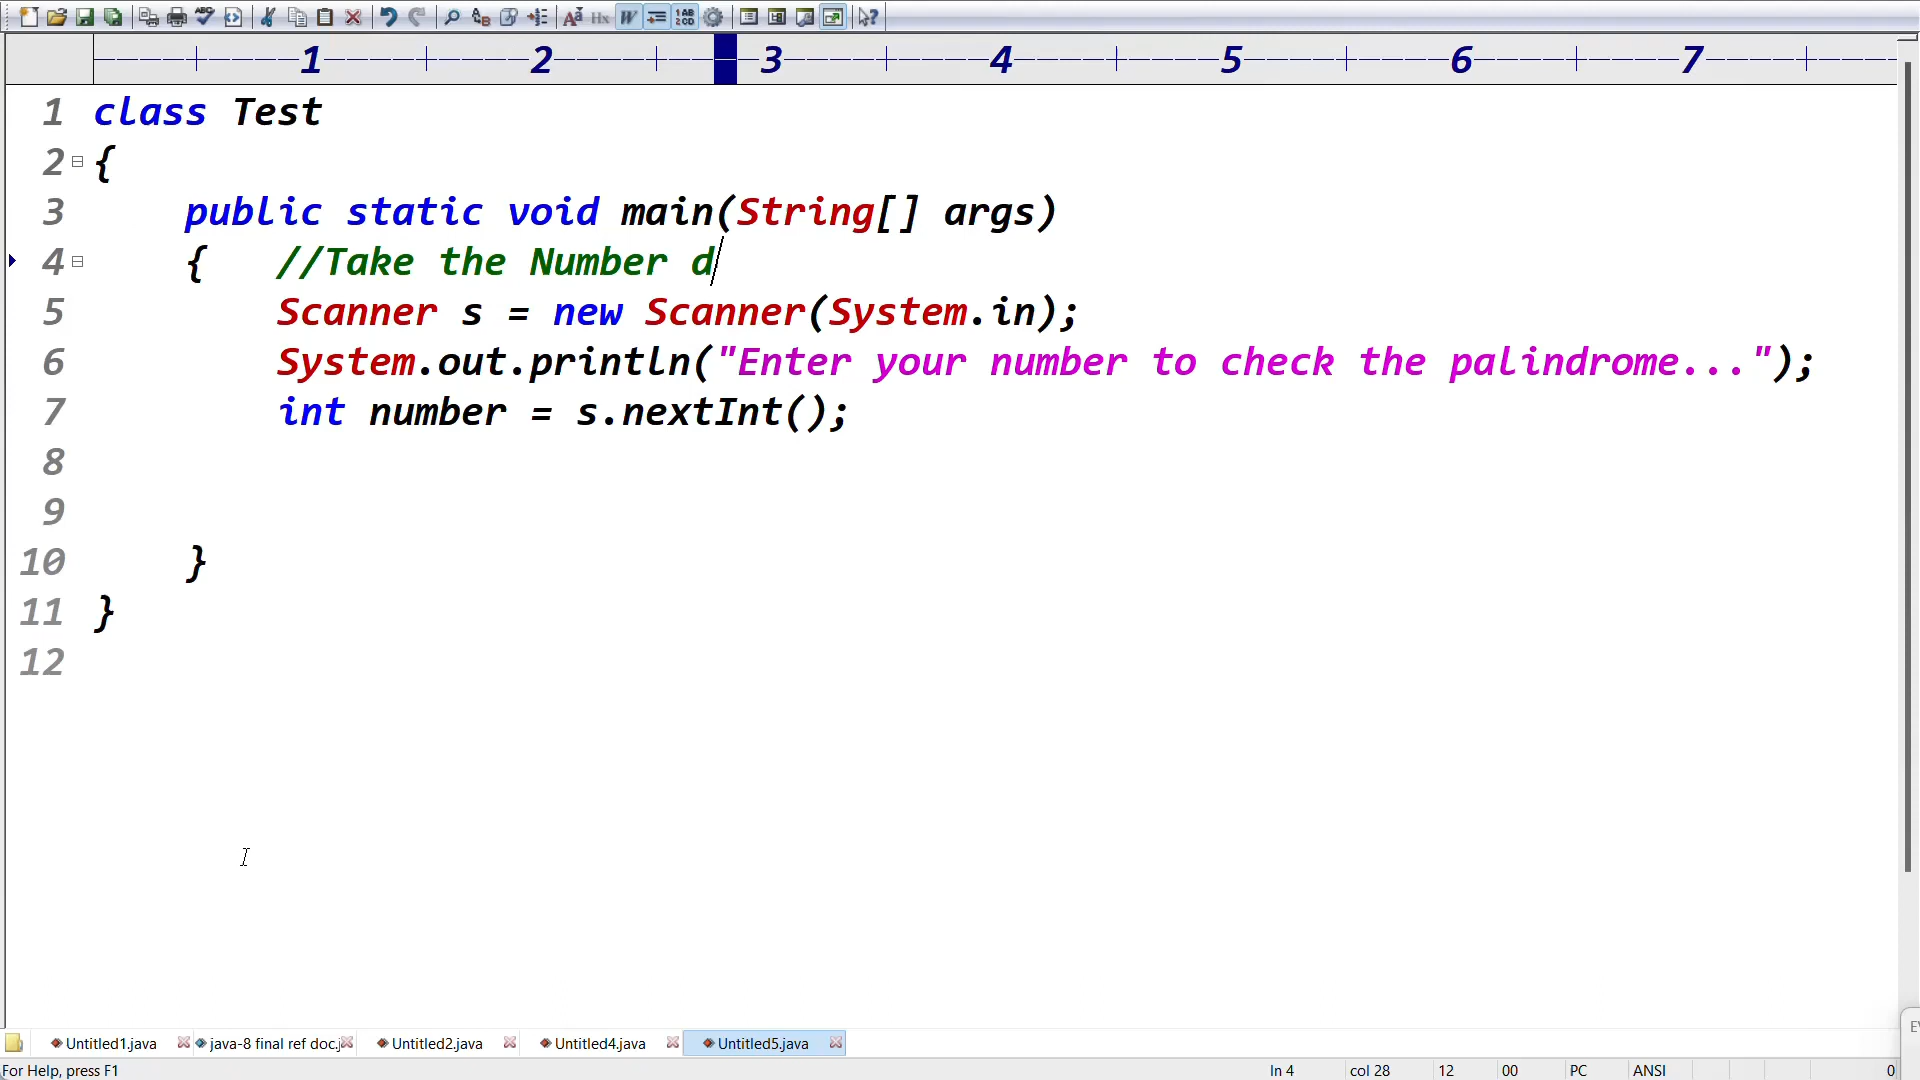 1 2 3 4 5 6 7
1 class Test
2 {
3 public static void main(String[] args)
4 { //Take the Number d
5 Scanner s = new Scanner(System.in);
6 System.out.println("Enter your number to check the palindrome...");
7 int number = s.nextInt();
8
9
10 }
11 }
12
Untitled1.java java-8 final ref doc.j Untitled2.java Untitled4.java Untitled5.java
For Help, press F1 ln 4 col 28 12 00 PC ANSI 0